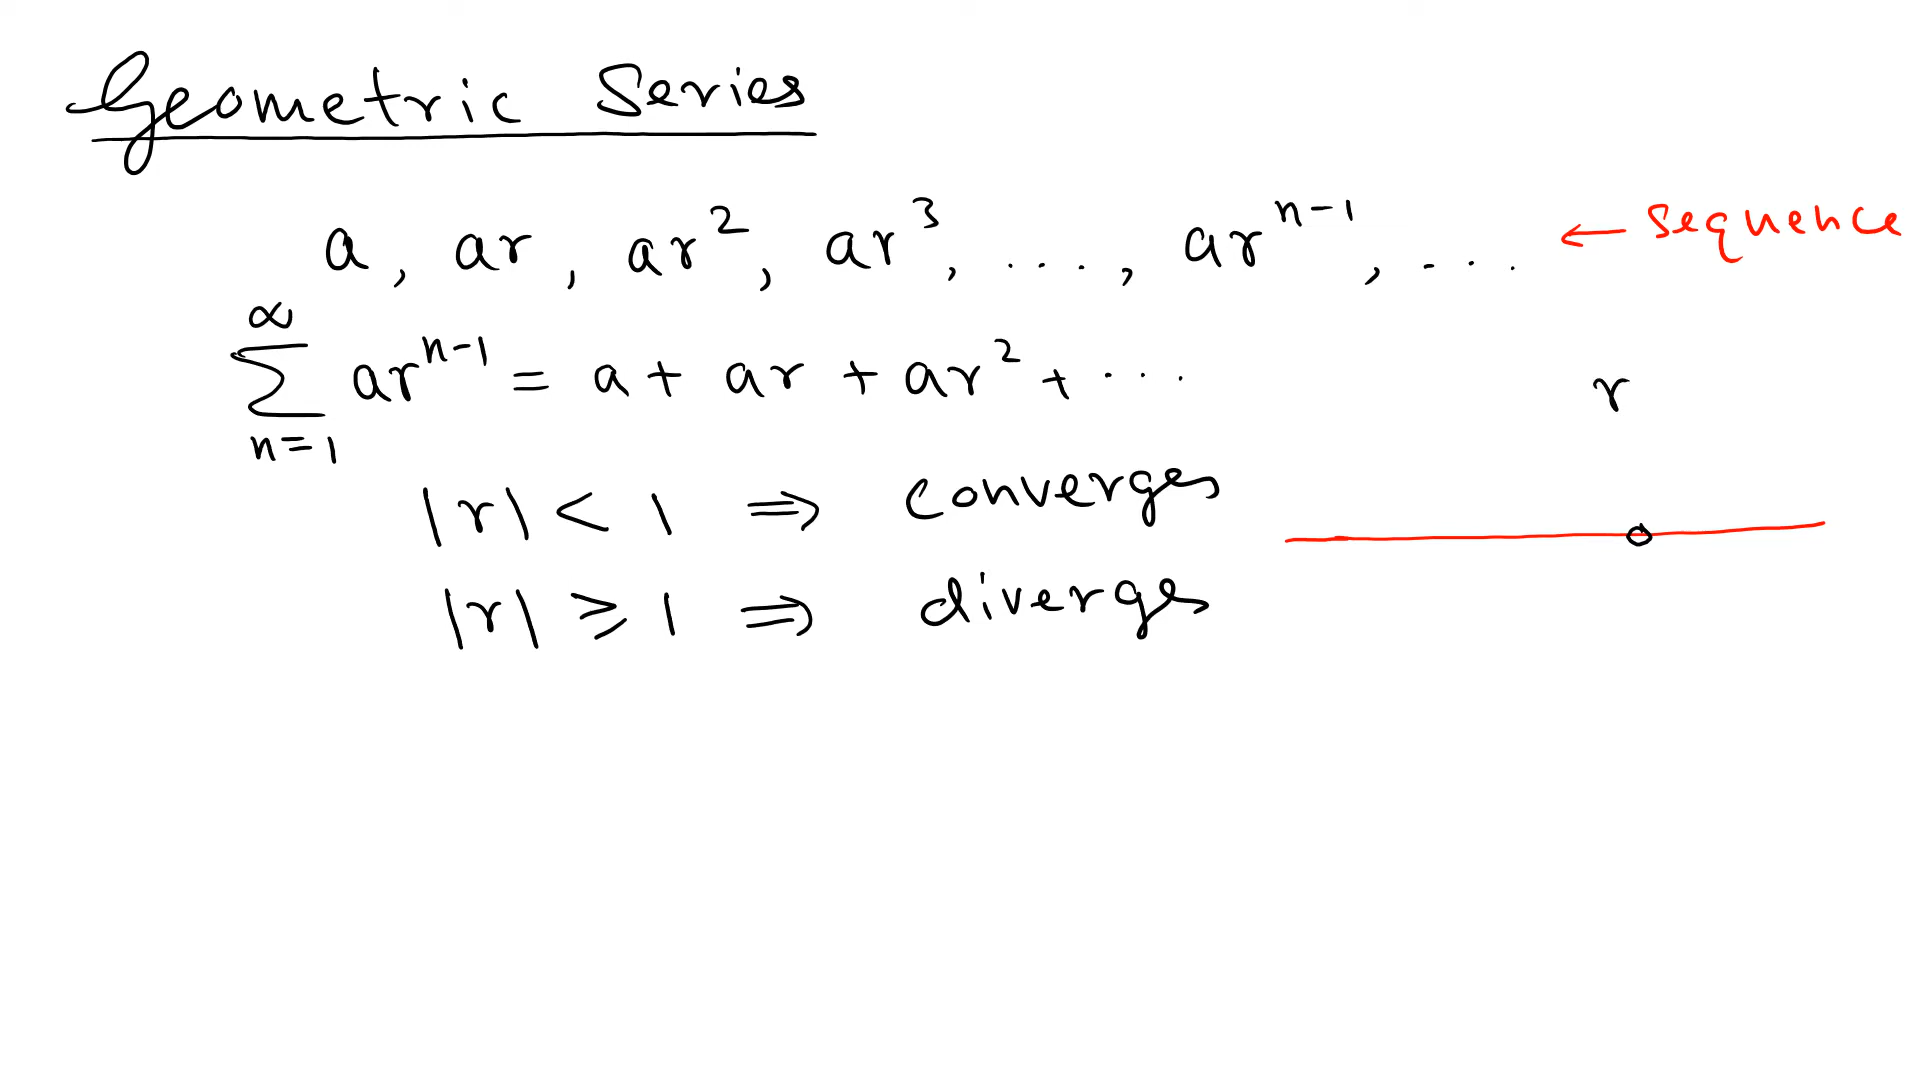 Geometric Series
a, ar, ar², ar³, ...., arⁿ⁻¹, ... ← sequence
∞
∑ arⁿ⁻¹ = a + ar + ar² + ...
n=1
r
|r| < 1 ⇒ converges
|r| ≥ 1 ⇒ diverges